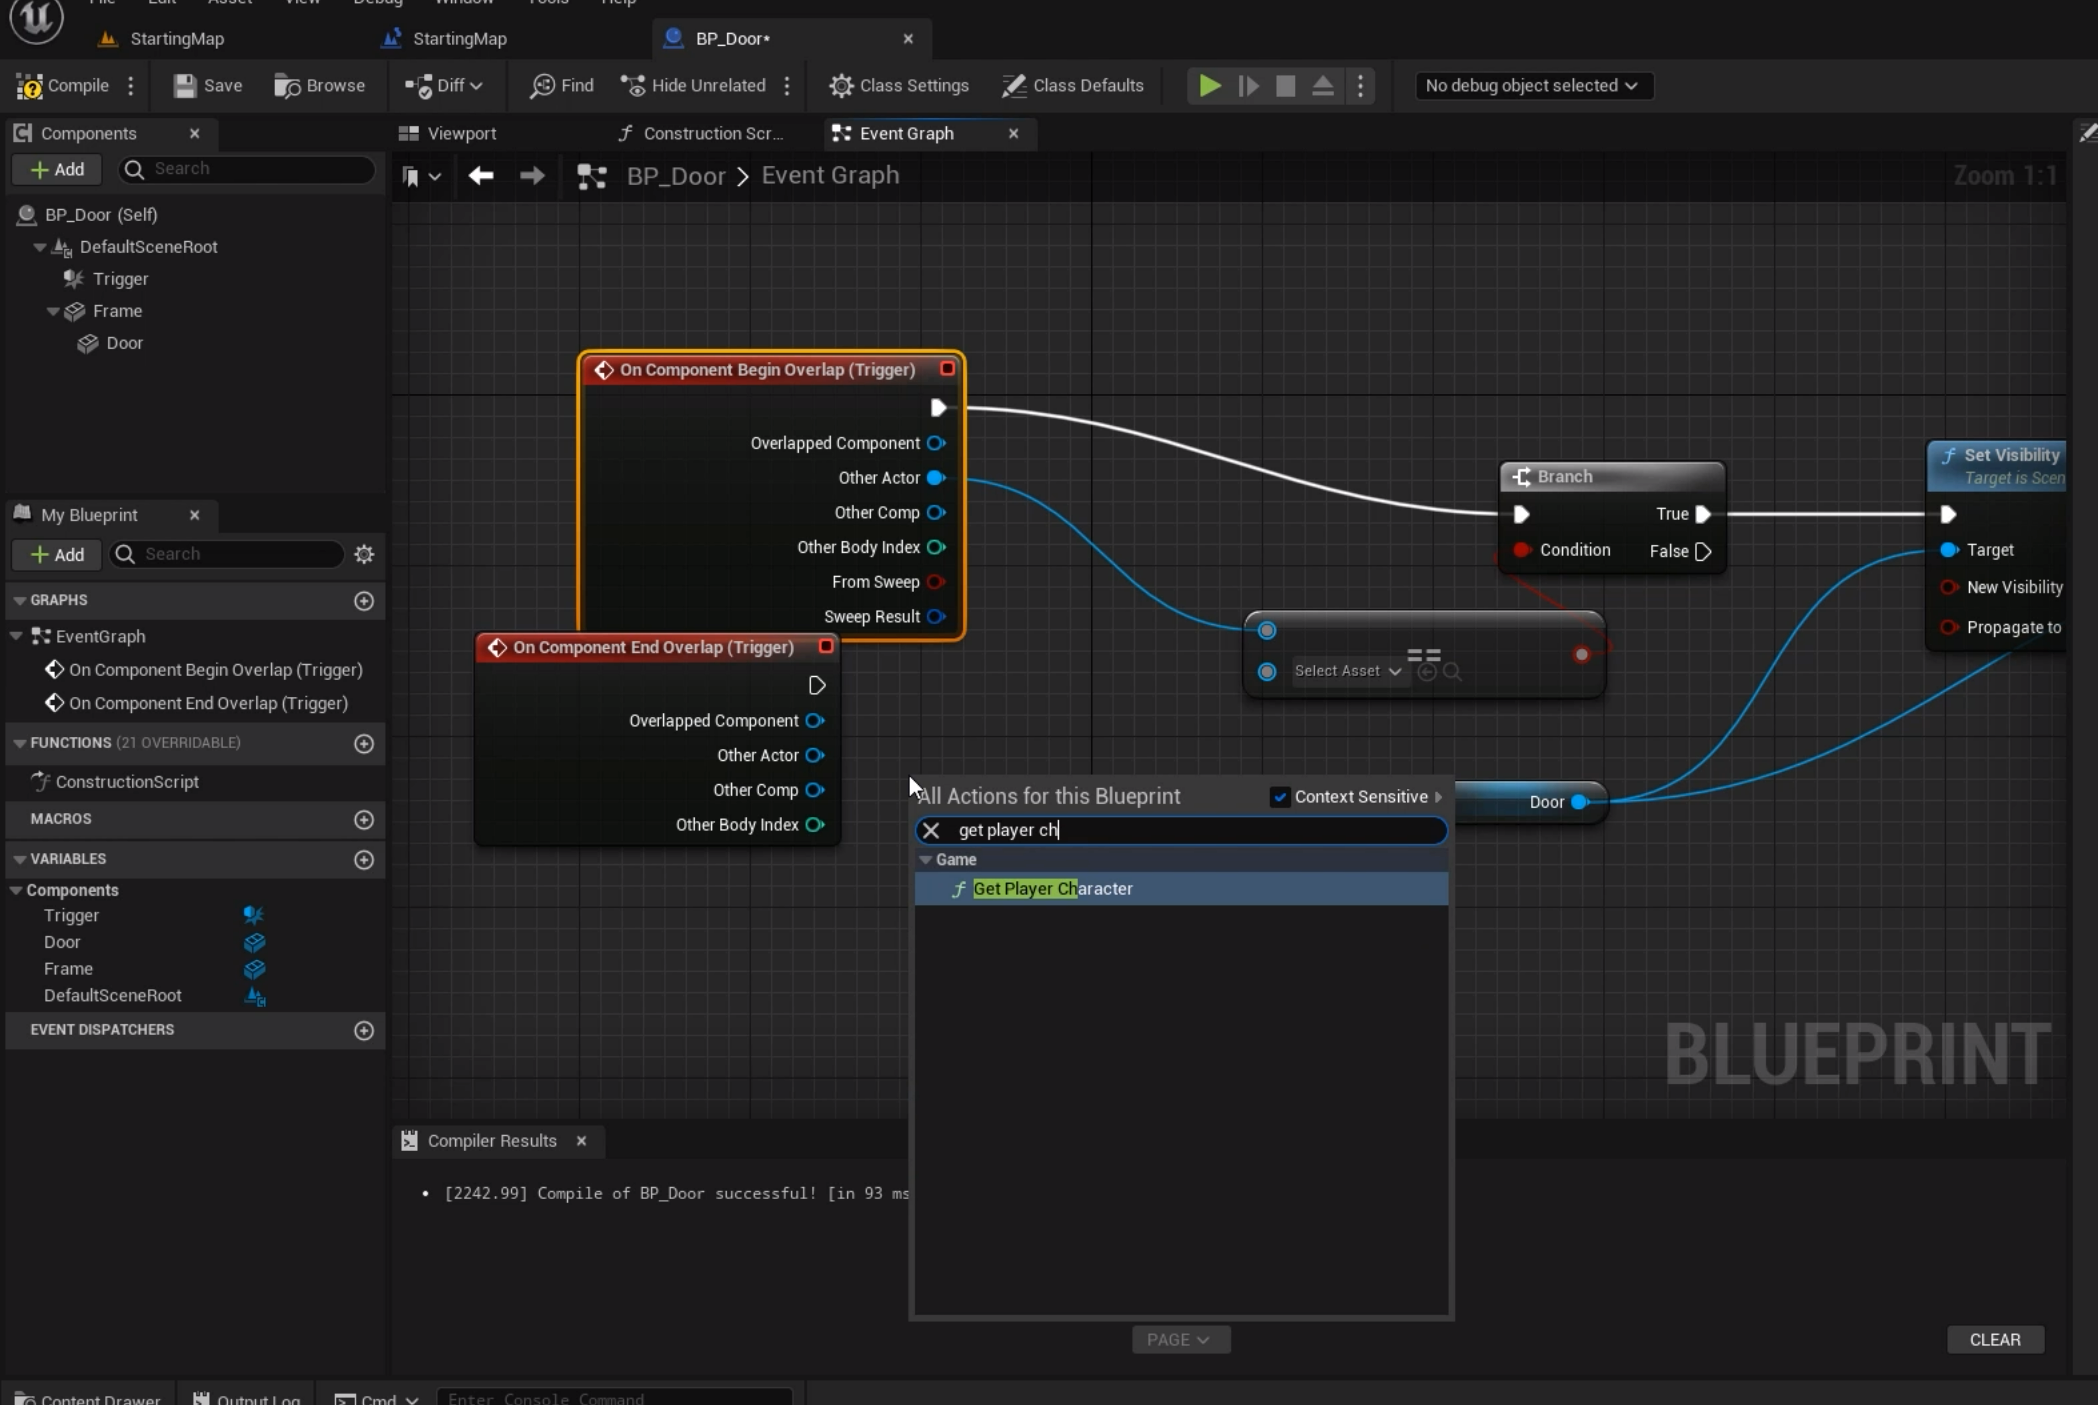 File Edit Asset View Debug Window Tools Help
StartingMap
StartingMap
BP_Door*
Compile
Save
Browse
Diff
Find
Hide Unrelated
Class Settings
Class Defaults
No debug object selected
Components
Viewport
Construction Scr...
Event Graph
+ Add
Search
BP_Door > Event Graph
Zoom 1:1
BP_Door (Self)
DefaultSceneRoot
Trigger
Frame
Door
On Component Begin Overlap (Trigger)
Overlapped Component
Other Actor
Other Comp
Other Body Index
From Sweep
Sweep Result
Branch
True
Condition
False
Set Visibility
Target is Scen
Target
New Visibility
Propagate to
My Blueprint
+ Add
Search
GRAPHS
EventGraph
On Component Begin Overlap (Trigger)
On Component End Overlap (Trigger)
FUNCTIONS (21 OVERRIDABLE)
ConstructionScript
MACROS
VARIABLES
Components
Trigger
Door
Frame
DefaultSceneRoot
EVENT DISPATCHERS
On Component End Overlap (Trigger)
Overlapped Component
Other Actor
Other Comp
Other Body Index
==
Select Asset
Door
All Actions for this Blueprint
Context Sensitive
get player ch
Game
Get Player Character
BLUEPRINT
Compiler Results
[2242.99] Compile of BP_Door successful! [in 93 ms
PAGE
CLEAR
Content Drawer
Output Log
Cmd
Enter Console Command